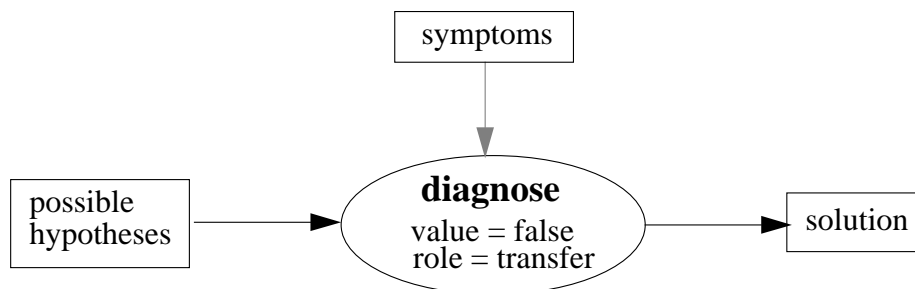 symptoms
possible
hypotheses
diagnose
value = false
role = transfer
solution